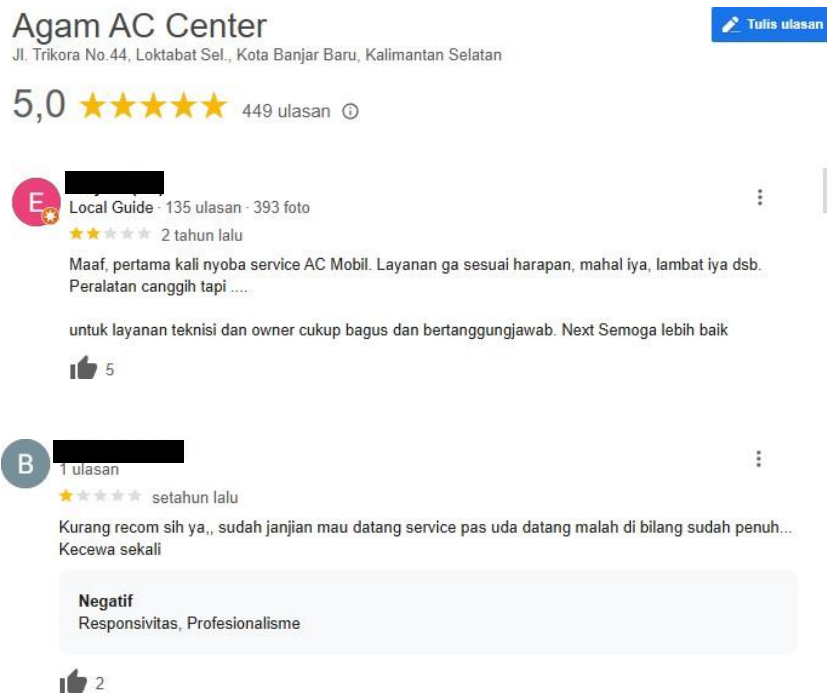 Agam AC Center
Jl. Trikora No.44, Loktabat Sel., Kota Banjar Baru, Kalimantan Selatan
Tulis ulasan
5,0 449 ulasan
E
Local Guide · 135 ulasan · 393 foto
2 tahun lalu
Maaf, pertama kali nyoba service AC Mobil. Layanan ga sesuai harapan, mahal iya, lambat iya dsb.
Peralatan canggih tapi ....
untuk layanan teknisi dan owner cukup bagus dan bertanggungjawab. Next Semoga lebih baik
5
B
1 ulasan
setahun lalu
Kurang recom sih ya,, sudah janjian mau datang service pas uda datang malah di bilang sudah penuh...
Kecewa sekali
Negatif
Responsivitas, Profesionalisme
2